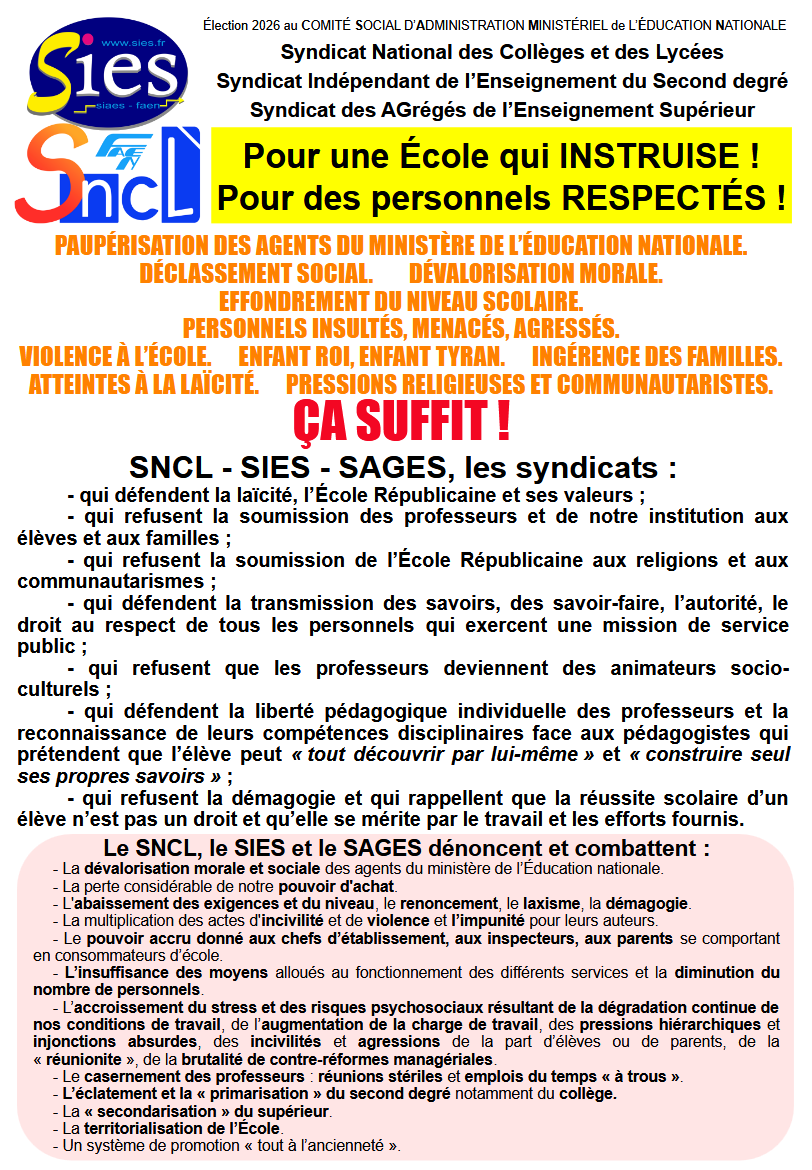 Élection 2026 au COMITÉ SOCIAL D'ADMINISTRATION MINISTÉRIEL de L'ÉDUCATION NATIONALE
www.sies.fr
Sies
siaes - faen
Syndicat National des Collèges et des Lycées
Syndicat Indépendant de l'Enseignement du Second degré
Syndicat des AGrégés de l'Enseignement Supérieur
FAEN
SncL
Pour une École qui INSTRUISE !
Pour des personnels RESPECTÉS !
PAUPÉRISATION DES AGENTS DU MINISTÈRE DE L'ÉDUCATION NATIONALE.
DÉCLASSEMENT SOCIAL. DÉVALORISATION MORALE.
EFFONDREMENT DU NIVEAU SCOLAIRE.
PERSONNELS INSULTÉS, MENACÉS, AGRESSÉS.
VIOLENCE À L'ÉCOLE. ENFANT ROI, ENFANT TYRAN. INGÉRENCE DES FAMILLES.
ATTEINTES À LA LAÏCITÉ. PRESSIONS RELIGIEUSES ET COMMUNAUTARISTES.
ÇA SUFFIT !
SNCL - SIES - SAGES, les syndicats :
- qui défendent la laïcité, l'École Républicaine et ses valeurs ;
- qui refusent la soumission des professeurs et de notre institution aux
élèves et aux familles ;
- qui refusent la soumission de l'École Républicaine aux religions et aux
communautarismes ;
- qui défendent la transmission des savoirs, des savoir-faire, l'autorité, le
droit au respect de tous les personnels qui exercent une mission de service
public ;
- qui refusent que les professeurs deviennent des animateurs socio-
culturels ;
- qui défendent la liberté pédagogique individuelle des professeurs et la
reconnaissance de leurs compétences disciplinaires face aux pédagogistes qui
prétendent que l'élève peut « tout découvrir par lui-même » et « construire seul
ses propres savoirs » ;
- qui refusent la démagogie et qui rappellent que la réussite scolaire d'un
élève n'est pas un droit et qu'elle se mérite par le travail et les efforts fournis.
Le SNCL, le SIES et le SAGES dénoncent et combattent :
- La dévalorisation morale et sociale des agents du ministère de l'Éducation nationale.
- La perte considérable de notre pouvoir d'achat.
- L'abaissement des exigences et du niveau, le renoncement, le laxisme, la démagogie.
- La multiplication des actes d'incivilité et de violence et l'impunité pour leurs auteurs.
- Le pouvoir accru donné aux chefs d'établissement, aux inspecteurs, aux parents se comportant
en consommateurs d'école.
- L'insuffisance des moyens alloués au fonctionnement des différents services et la diminution du
nombre de personnels.
- L'accroissement du stress et des risques psychosociaux résultant de la dégradation continue de
nos conditions de travail, de l'augmentation de la charge de travail, des pressions hiérarchiques et
injonctions absurdes, des incivilités et agressions de la part d'élèves ou de parents, de la
« réunionite », de la brutalité de contre-réformes managériales.
- Le casernement des professeurs : réunions stériles et emplois du temps « à trous ».
- L'éclatement et la « primarisation » du second degré notamment du collège.
- La « secondarisation » du supérieur.
- La territorialisation de l'École.
- Un système de promotion « tout à l'ancienneté ».